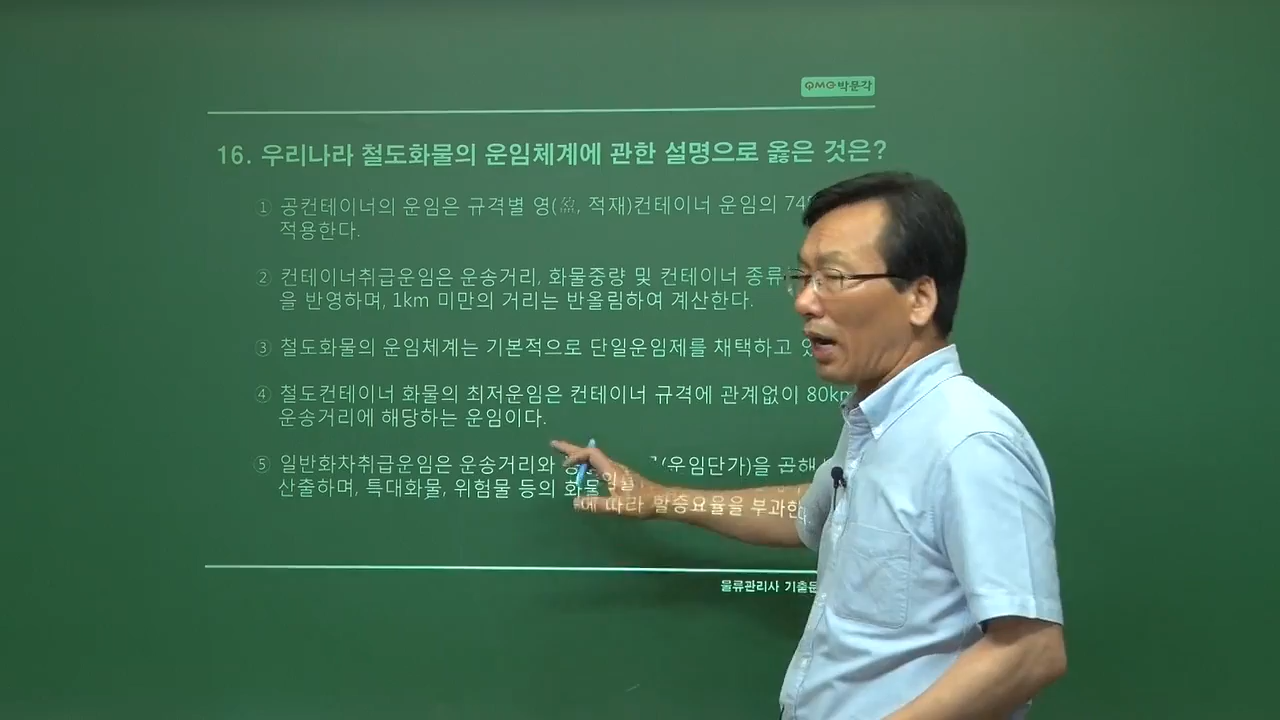 QMG박문각
16. 우리나라 철도화물의 운임체계에 관한 설명으로 옳은 것은?
① 공컨테이너의 운임은 규격별 영(盈, 적재)컨테이너 운임의
적용한다.
② 컨테이너취급운임은 운송거리, 화물중량 및 컨테이너 종류
을 반영하며, 1km 미만의 거리는 반올림하여 계산한다.
③ 철도화물의 운임체계는 기본적으로 단일운임제를 채택하고
④ 철도컨테이너 화물의 최저운임은 컨테이너 규격에 관계없이 80km
운송거리에 해당하는 운임이다.
⑤ 일반화차취급운임은 운송거리와 (운임단가)을 곱해
산출하며, 특대화물, 위험물 등의 화물
에 따라 할증요율을 부과한다
물류관리사 기출문